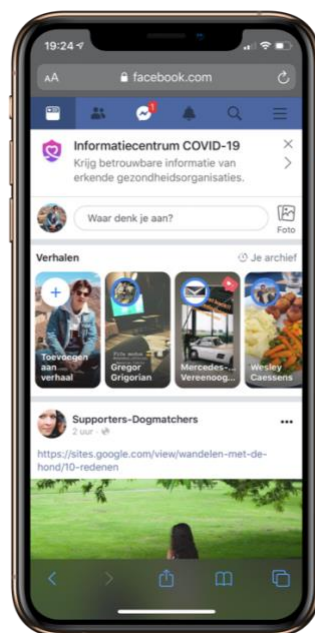 19:24
AA facebook.com
1
Informatiecentrum COVID-19
Krijg betrouwbare informatie van
erkende gezondheidsorganisaties.
Waar denk je aan?
Foto
Verhalen
Je archief
Toevoegen
aan
verhaal
Gregor
Grigorian
Mercedes-...
Vereenoog...
Wesley
Caessens
Supporters-Dogmatchers
2 uur ·
https://sites.google.com/view/wandelen-met-de-
hond/10-redenen